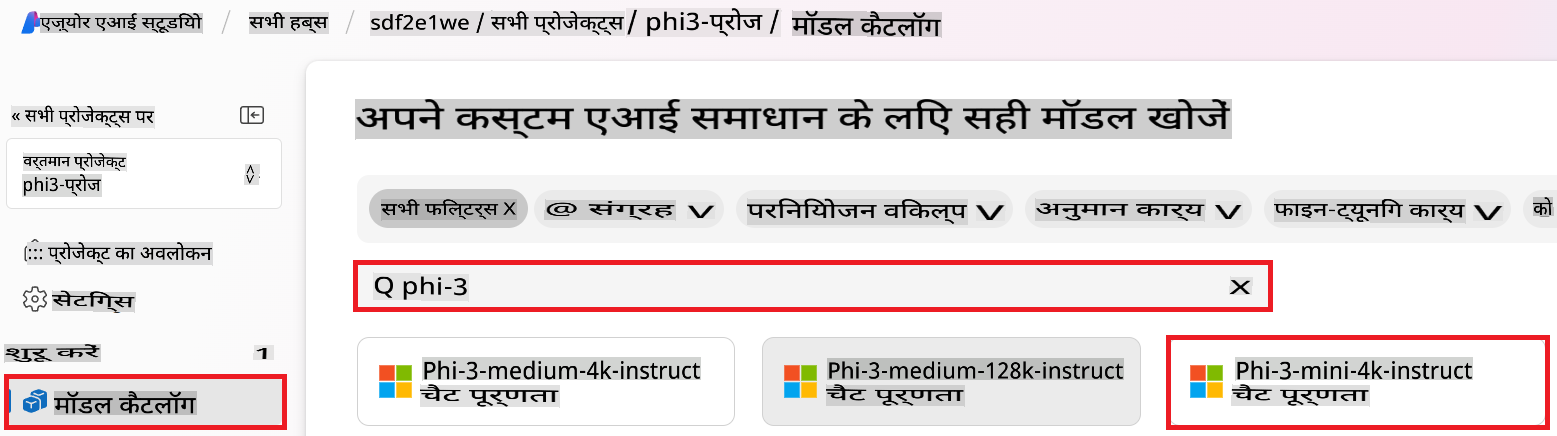 एज़्योर एआई स्टूडियो / सभी हब्स / sdf2e1we / सभी प्रोजेक्ट्स / phi3-प्रोज / मॉडल कैटलॉग
« सभी प्रोजेक्ट्स पर
वर्तमान प्रोजेक्ट
phi3-प्रोज
प्रोजेक्ट का अवलोकन
सेटिंग्स
शुरू करें 1
मॉडल कैटलॉग
अपने कस्टम एआई समाधान के लिए सही मॉडल खोजें
सभी फिल्टर्स X @ संग्रह परिनियोजन विकल्प अनुमान कार्य फाइन-ट्यूनिंग कार्य को
Q phi-3 X
Phi-3-medium-4k-instruct
चैट पूर्णता
Phi-3-medium-128k-instruct
चैट पूर्णता
Phi-3-mini-4k-instruct
चैट पूर्णता